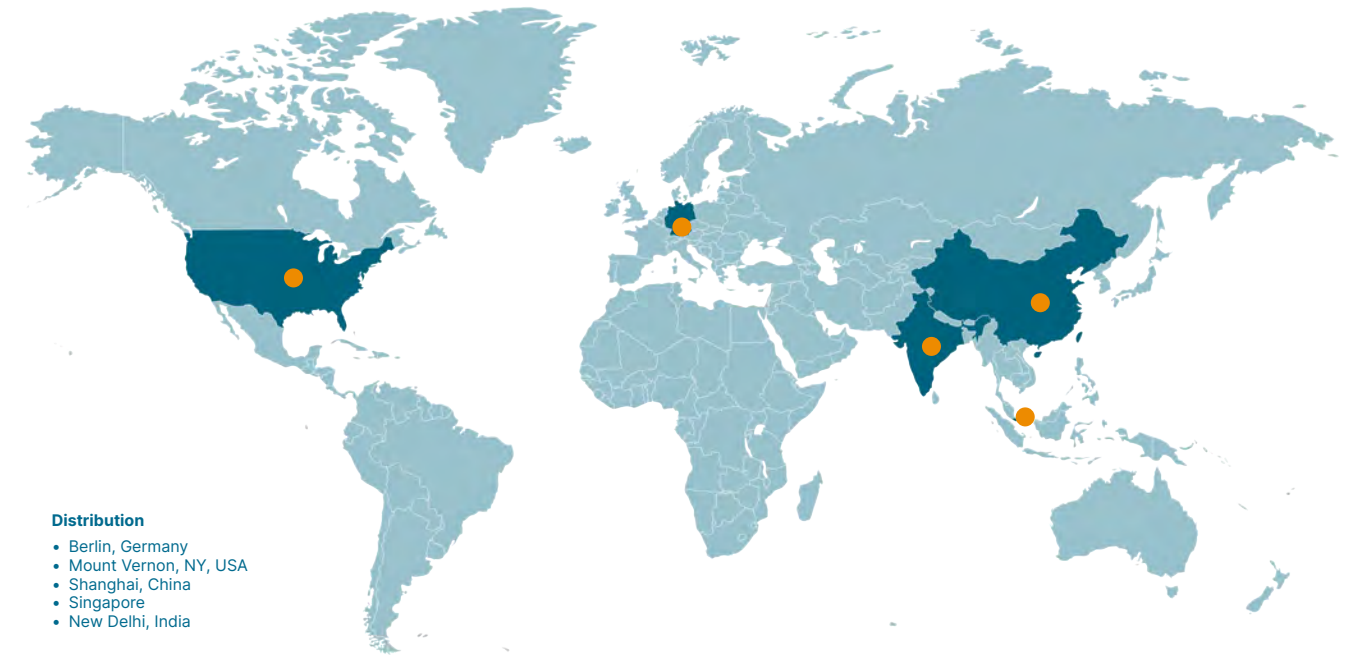 Distribution
• Berlin, Germany
• Mount Vernon, NY, USA
• Shanghai, China
• Singapore
• New Delhi, India